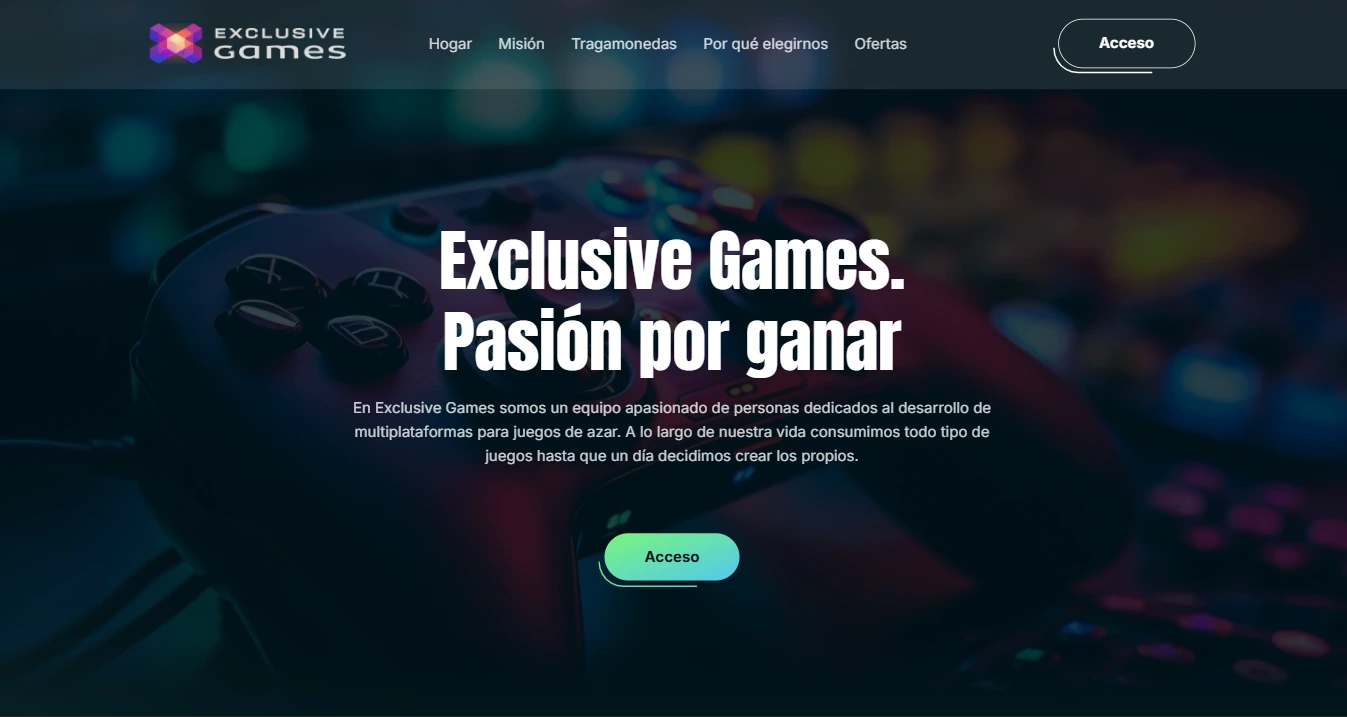 EXCLUSIVE
Games
Hogar Misión Tragamonedas Por qué elegirnos Ofertas
Acceso
Exclusive Games.
Pasión por ganar
En Exclusive Games somos un equipo apasionado de personas dedicados al desarrollo de
multiplataformas para juegos de azar. A lo largo de nuestra vida consumimos todo tipo de
juegos hasta que un día decidimos crear los propios.
Acceso